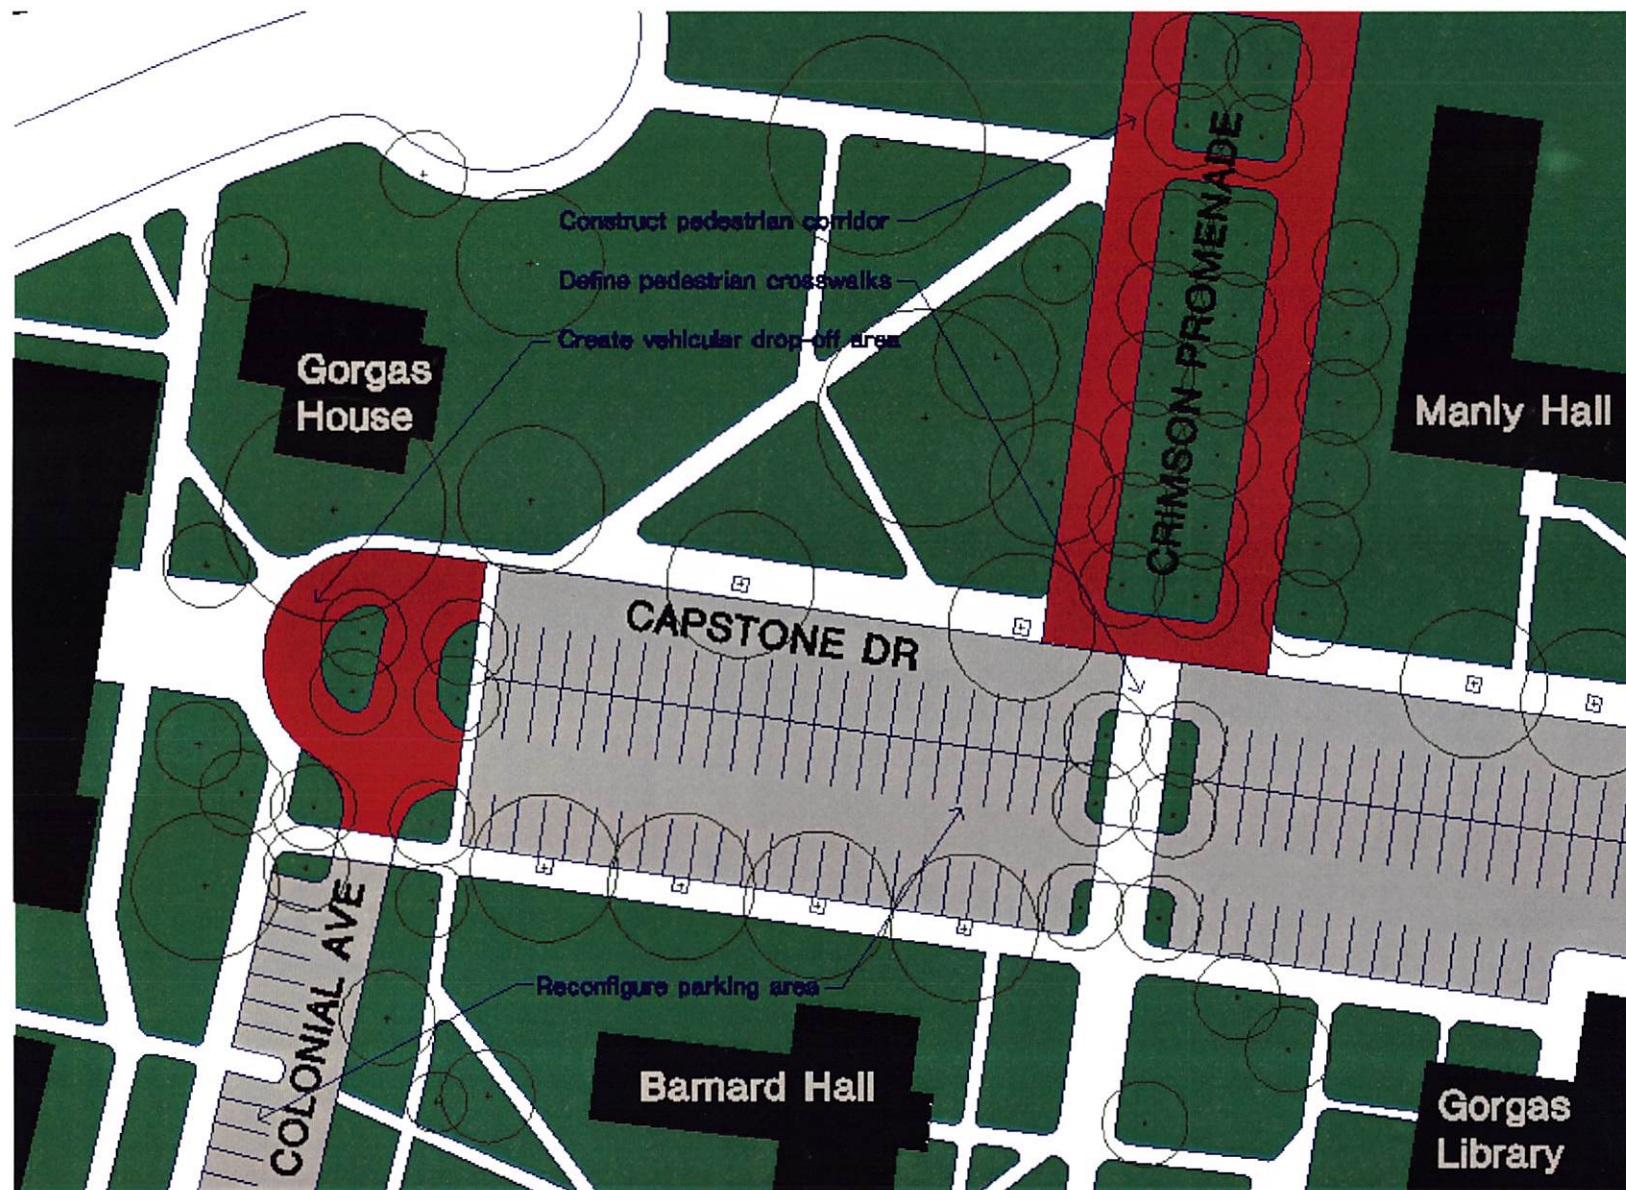 Construct pedestrian corridor
Define pedestrian crosswalks
Create vehicular drop-off area
Gorgas
House
CRIMSON PROMENADE
Manly Hall
CAPSTONE DR
COLONIAL AVE
Reconfigure parking area
Barnard Hall
Gorgas
Library